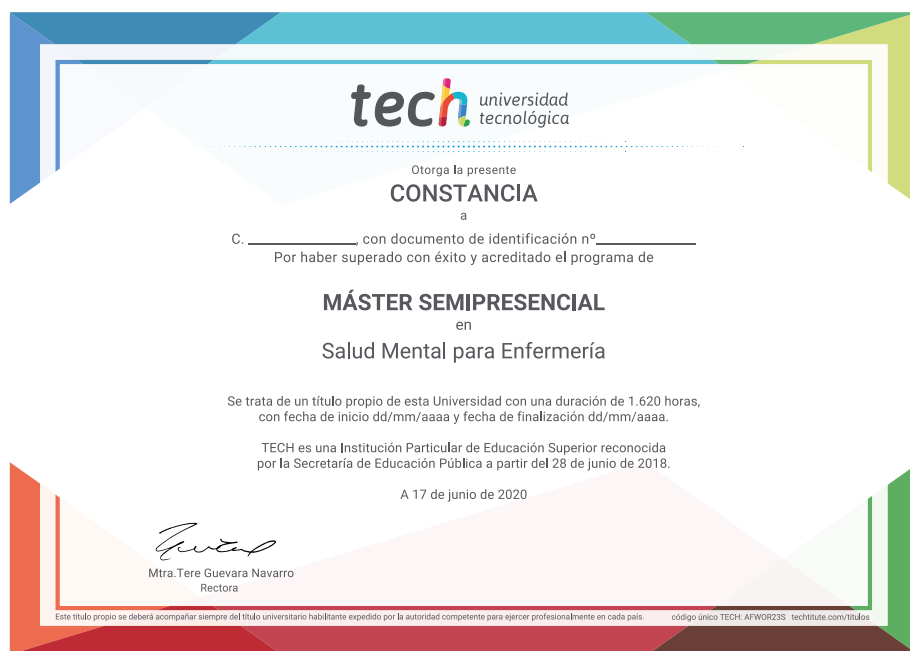 tech universidad
tecnológica
Otorga la presente
CONSTANCIA
a
C. ____________, con documento de identificación nº____________
Por haber superado con éxito y acreditado el programa de
MÁSTER SEMIPRESENCIAL
en
Salud Mental para Enfermería
Se trata de un título propio de esta Universidad con una duración de 1.620 horas,
con fecha de inicio dd/mm/aaaa y fecha de finalización dd/mm/aaaa.
TECH es una Institución Particular de Educación Superior reconocida
por la Secretaría de Educación Pública a partir del 28 de junio de 2018.
A 17 de junio de 2020
Mtra.Tere Guevara Navarro
Rectora
Este título propio se deberá acompañar siempre del título universitario habilitante expedido por la autoridad competente para ejercer profesionalmente en cada país. código único TECH: AFWOR23S techtitute.com/titulos